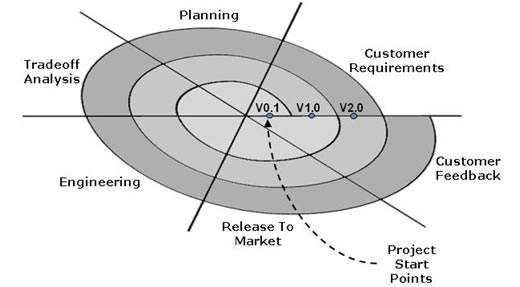 Planning
Tradeoff
Analysis
Customer
Requirements
V0.1 V1.0 V2.0
Customer
Feedback
Engineering
Release To
Market
Project
Start
Points